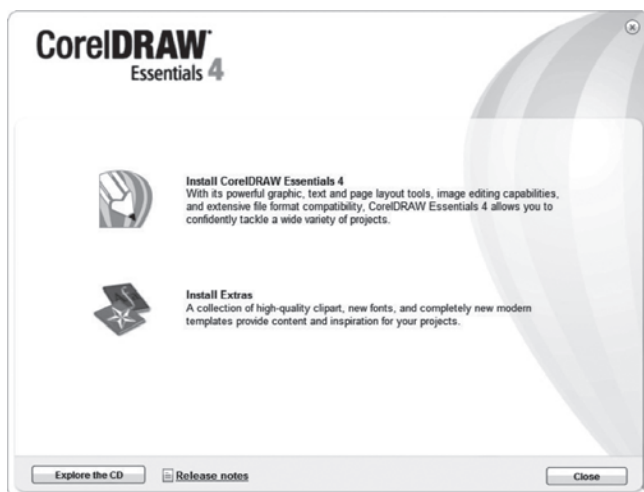 CorelDRAW
Essentials 4
Install CorelDRAW Essentials 4
With its powerful graphic, text and page layout tools, image editing capabilities,
and extensive file format compatibility, CorelDRAW Essentials 4 allows you to
confidently tackle a wide variety of projects.
Install Extras
A collection of high-quality clipart, new fonts, and completely new modern
templates provide content and inspiration for your projects.
Explore the CD
Release notes
Close